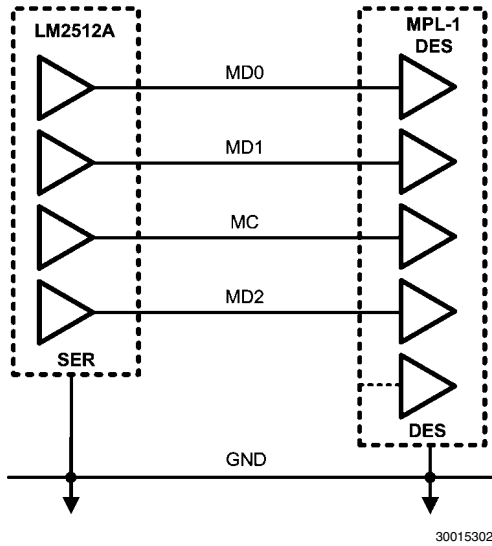 LM2512A
MPL-1
DES
MD0
MD1
MC
MD2
SER
DES
GND
30015302